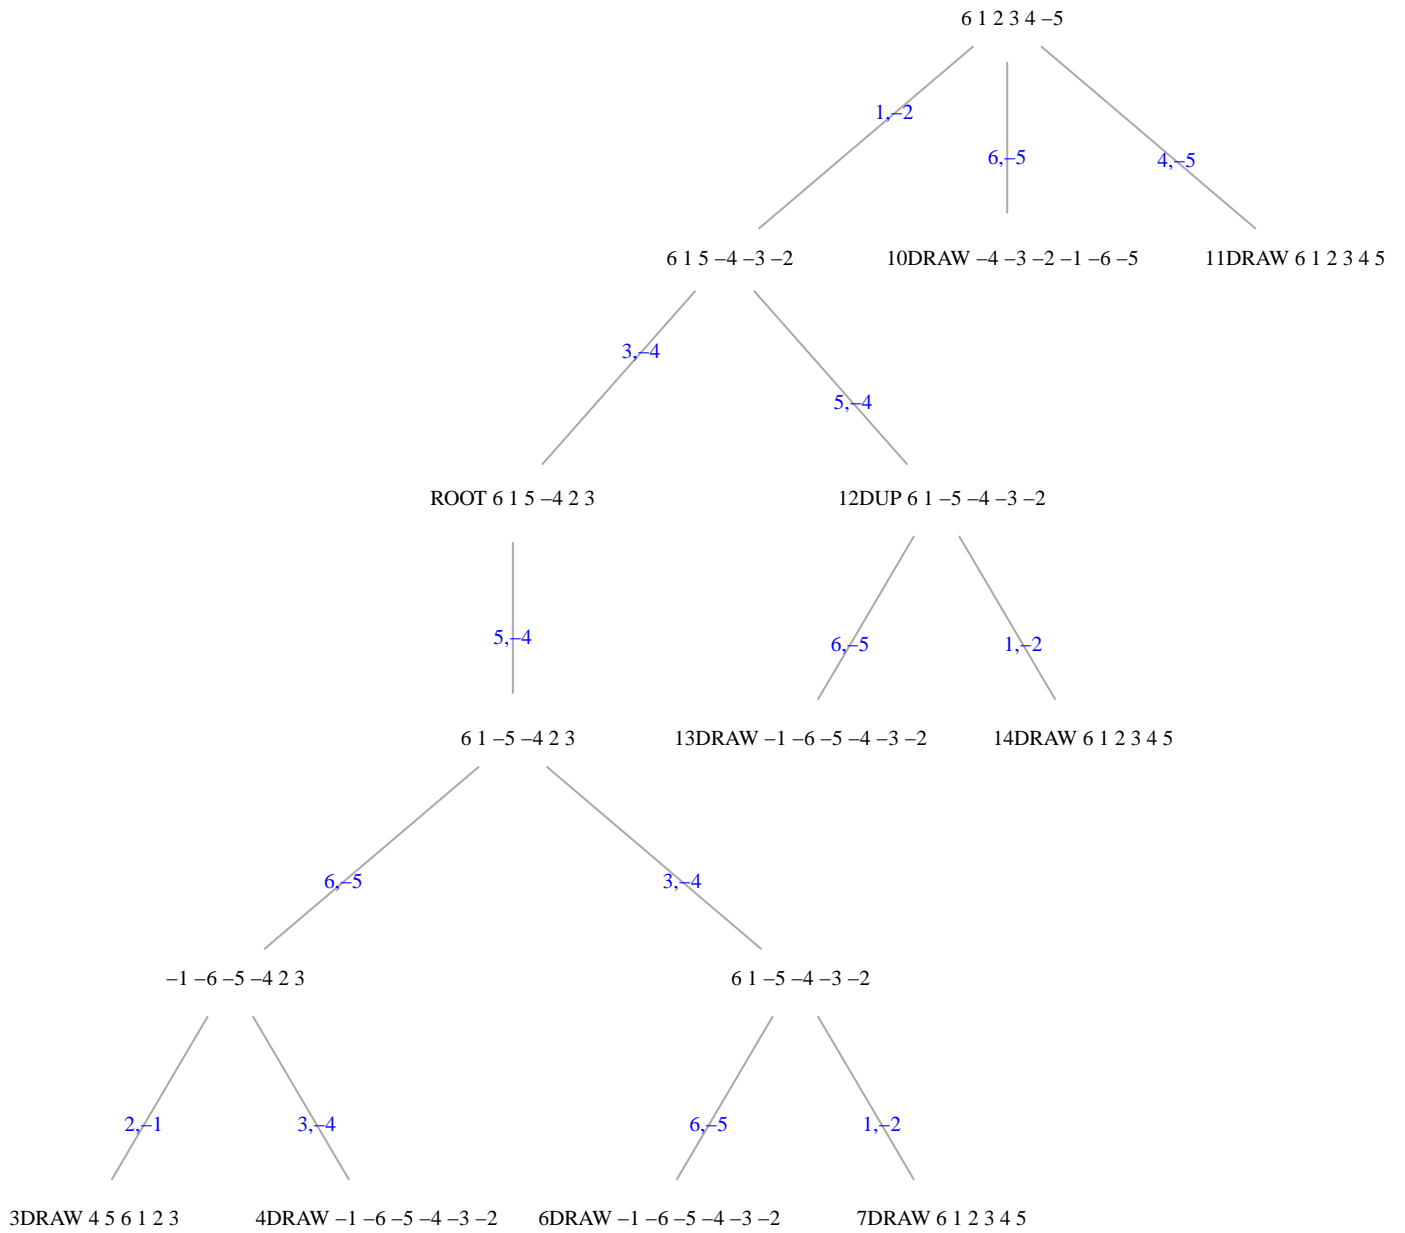 6 1 2 3 4 –5
1,–2
6,–5
4,–5
6 1 5 –4 –3 –2
10DRAW –4 –3 –2 –1 –6 –5
11DRAW 6 1 2 3 4 5
3,–4
5,–4
ROOT 6 1 5 –4 2 3
12DUP 6 1 –5 –4 –3 –2
5,–4
6,–5
1,–2
6 1 –5 –4 2 3
13DRAW –1 –6 –5 –4 –3 –2
14DRAW 6 1 2 3 4 5
6,–5
3,–4
–1 –6 –5 –4 2 3
6 1 –5 –4 –3 –2
2,–1
3,–4
6,–5
1,–2
3DRAW 4 5 6 1 2 3
4DRAW –1 –6 –5 –4 –3 –2
6DRAW –1 –6 –5 –4 –3 –2
7DRAW 6 1 2 3 4 5